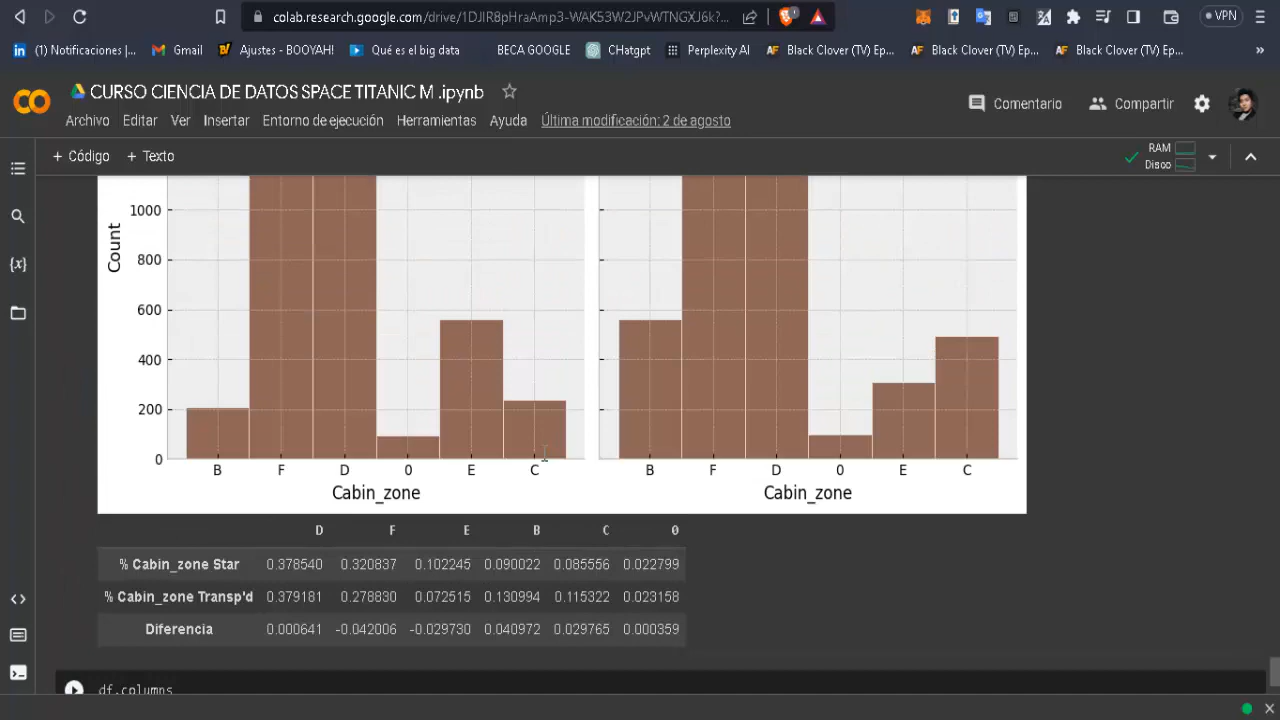 colab.research.google.com/drive/1DJIR8pHraAmp3-WAK53W2JPvWTNGXJ6k?...
VPN
(1) Notificaciones |...
Gmail
Ajustes - BOOYAH!
Qué es el big data
BECA GOOGLE
CHatgpt
Perplexity AI
Black Clover (TV) Ep...
Black Clover (TV) Ep...
Black Clover (TV) Ep...
»
CURSO CIENCIA DE DATOS SPACE TITANIC M .ipynb
Comentario
Compartir
Archivo Editar Ver Insertar Entorno de ejecución Herramientas Ayuda Última modificación: 2 de agosto
+ Código + Texto
RAM
Disco
Count
1000
800
600
400
200
0
B F D 0 E C
B F D 0 E C
Cabin_zone
Cabin_zone
D F E B C 0
% Cabin_zone Star 0.378540 0.320837 0.102245 0.090022 0.085556 0.022799
% Cabin_zone Transp'd 0.379181 0.278830 0.072515 0.130994 0.115322 0.023158
Diferencia 0.000641 -0.042006 -0.029730 0.040972 0.029765 0.000359
df.columns